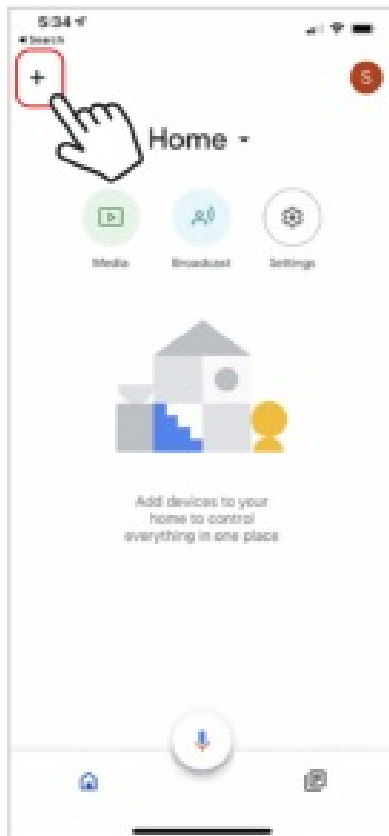 5:34
Search
+
S
Home
Media Broadcast Settings
Add devices to your
home to control
everything in one place